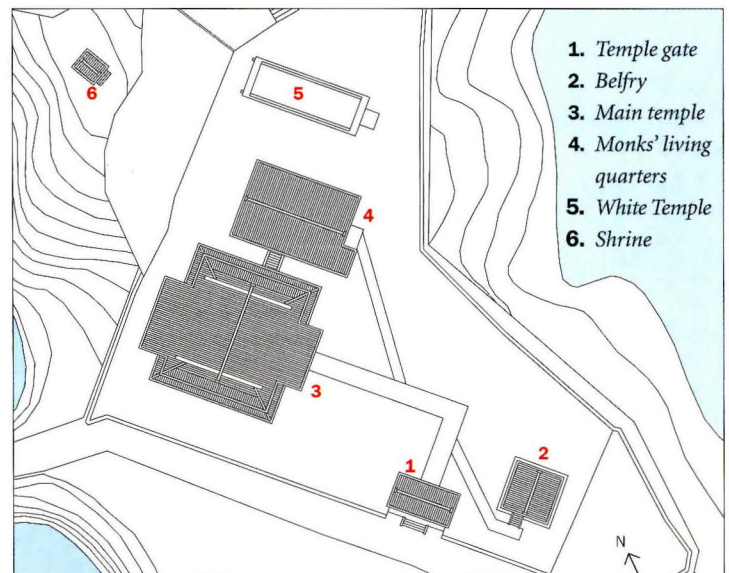 1. Temple gate
2. Belfry
3. Main temple
4. Monks' living
quarters
5. White Temple
6. Shrine
6
5
4
3
1
2
N